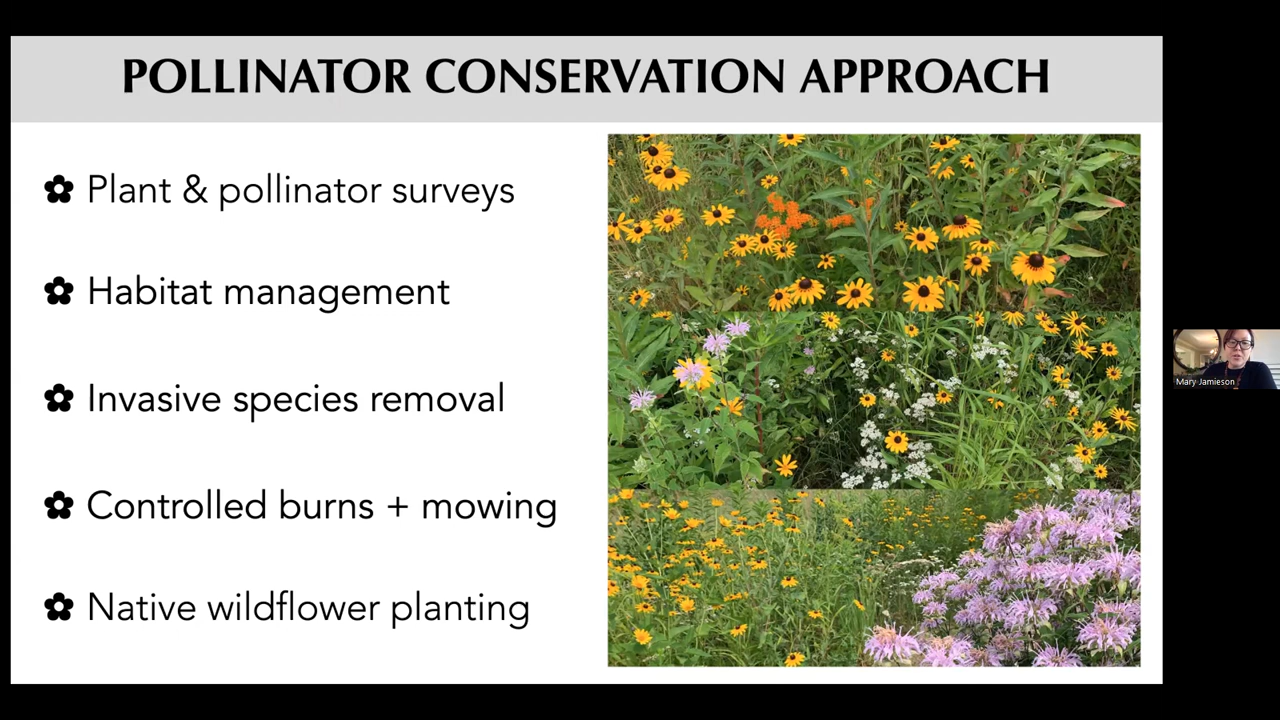 POLLINATOR CONSERVATION APPROACH
Plant & pollinator surveys
Habitat management
Invasive species removal
Controlled burns + mowing
Native wildflower planting
Mary Jamieson